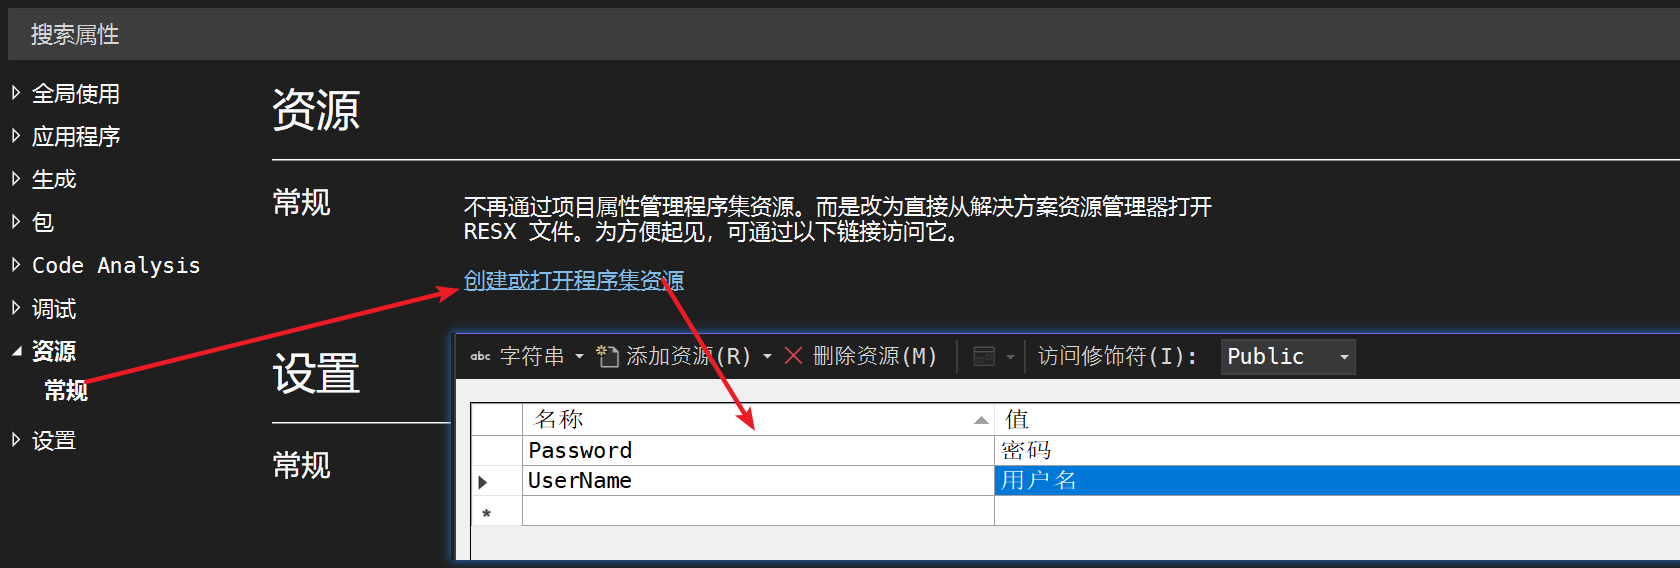 搜索属性
全局使用
应用程序
生成
包
Code Analysis
调试
资源
常规
设置
资源
常规
不再通过项目属性管理程序集资源。而是改为直接从解决方案资源管理器打开
RESX 文件。为方便起见，可通过以下链接访问它。
创建或打开程序集资源
设置
常规
abc 字符串 添加资源(R) 删除资源(M) 访问修饰符(I): Public
名称 值
Password 密码
UserName 用户名
*